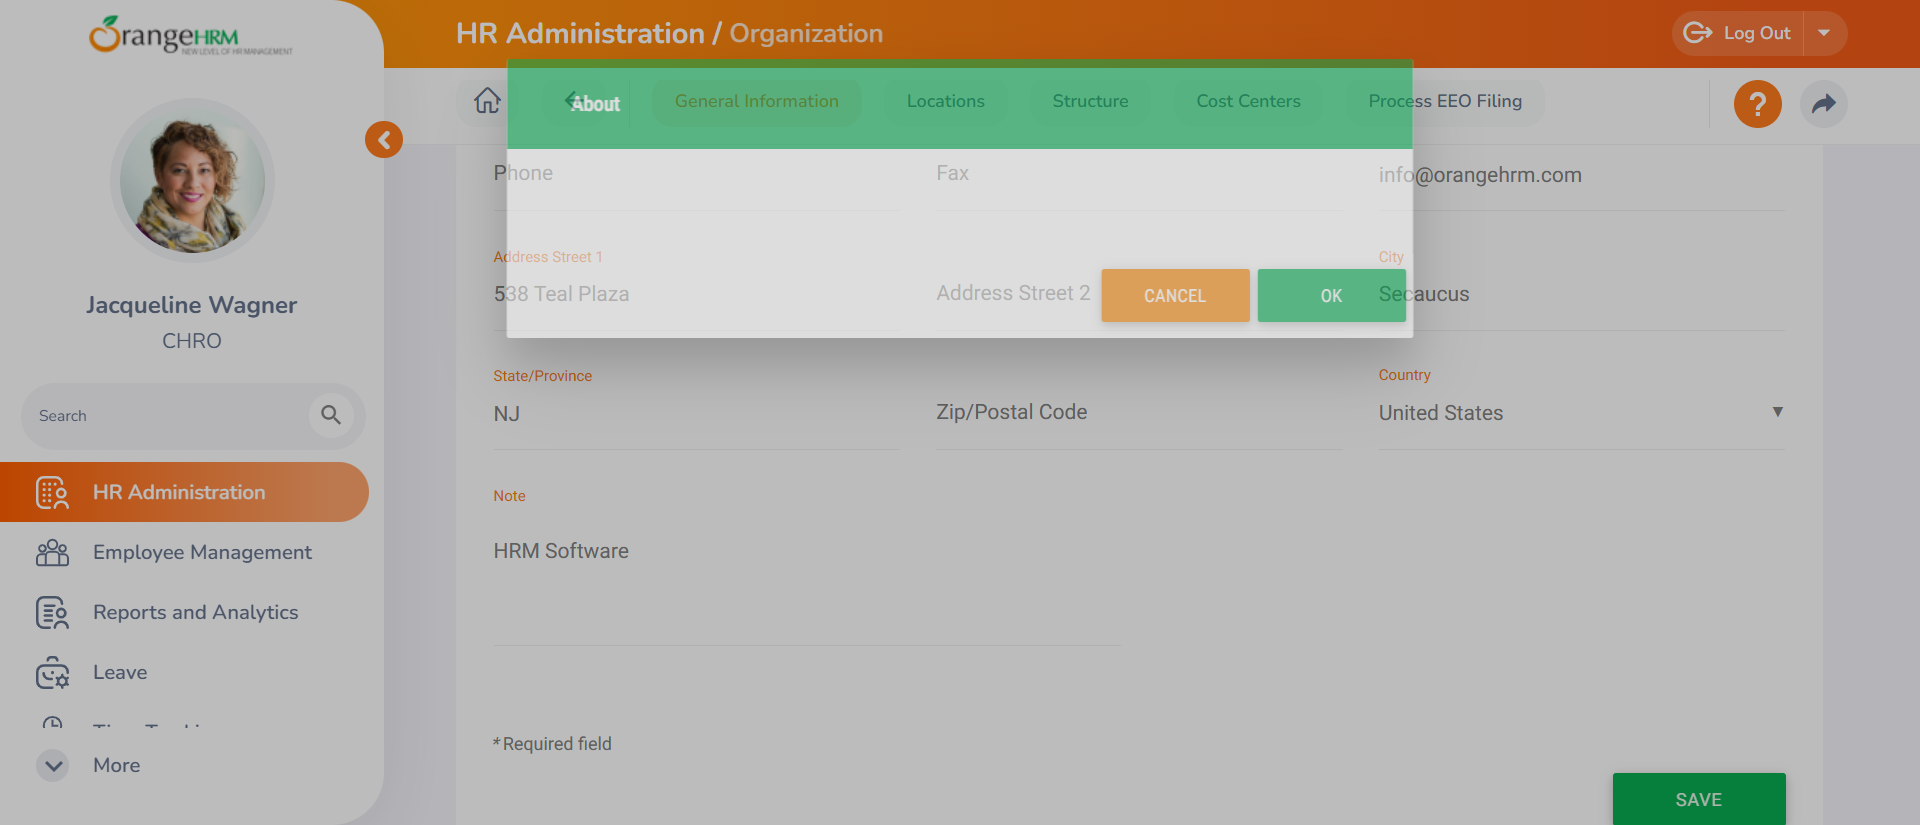 OrangeHRM
NEW LEVEL OF HR MANAGEMENT
HR Administration / Organization
Log Out
About
General Information
Locations
Structure
Cost Centers
Process EEO Filing
?
Phone
Fax
info@orangehrm.com
Address Street 1
538 Teal Plaza
Address Street 2
City
Secaucus
CANCEL
OK
Jacqueline Wagner
CHRO
Search
State/Province
NJ
Zip/Postal Code
Country
United States
Note
HRM Software
HR Administration
Employee Management
Reports and Analytics
Leave
More
* Required field
SAVE